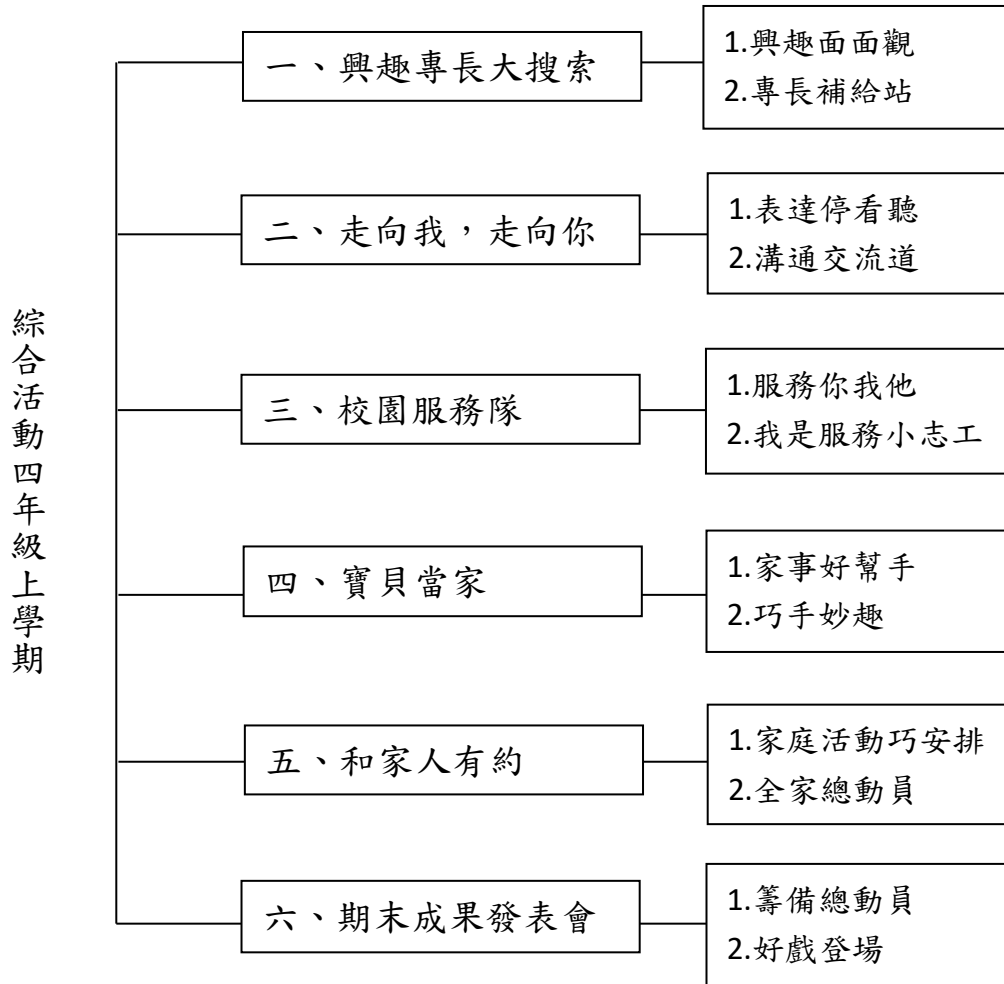 綜合活動四年級上學期
一、興趣專長大搜索
1.興趣面面觀
2.專長補給站
二、走向我，走向你
1.表達停看聽
2.溝通交流道
三、校園服務隊
1.服務你我他
2.我是服務小志工
四、寶貝當家
1.家事好幫手
2.巧手妙趣
五、和家人有約
1.家庭活動巧安排
2.全家總動員
六、期末成果發表會
1.籌備總動員
2.好戲登場